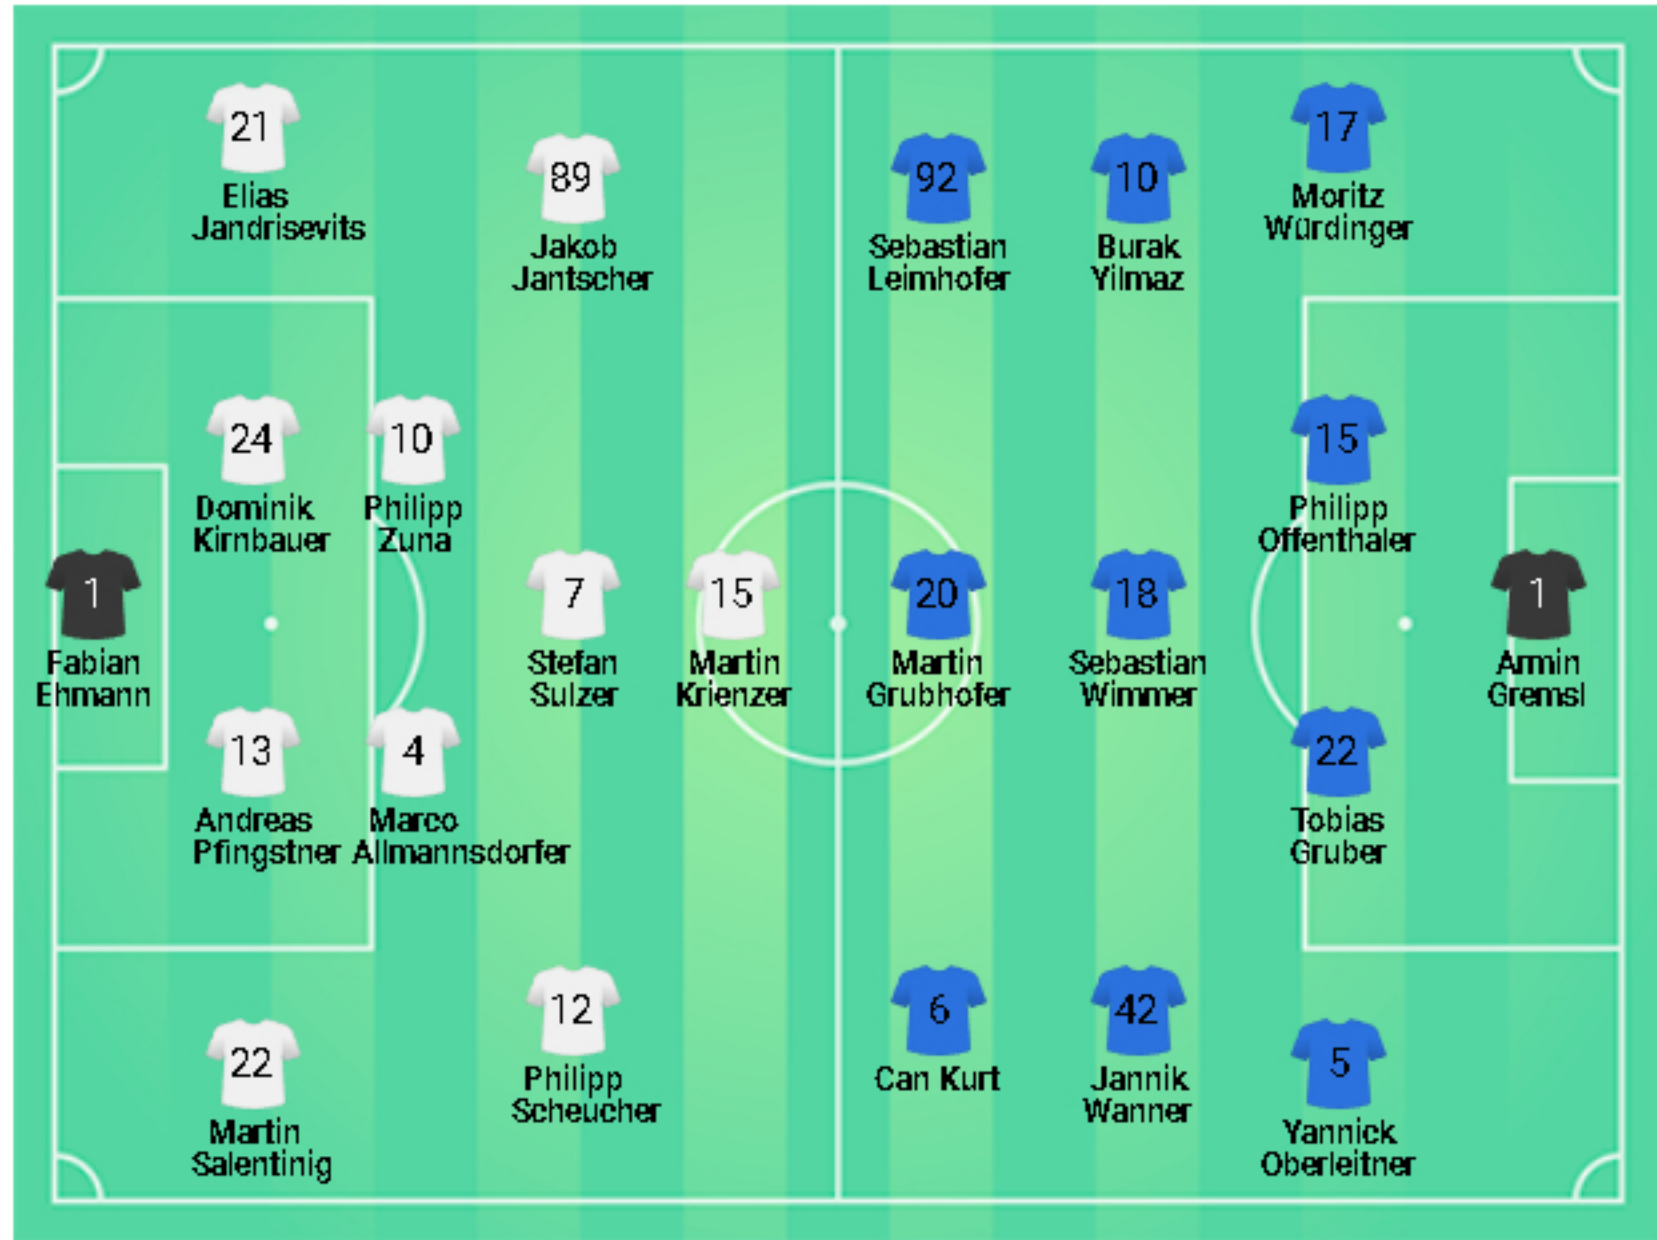 21
Elias
Jandrisevits
89
Jakob
Jantscher
92
Sebastian
Leimhofer
10
Burak
Yilmaz
17
Moritz
Würdinger
24
Dominik
Kirnbauer
10
Philipp
Zuna
15
Philipp
Offenthaler
1
Fabian
Ehmann
7
Stefan
Sulzer
15
Martin
Krienzer
20
Martin
Grubhofer
18
Sebastian
Wimmer
1
Armin
Gremsl
13
Andreas
Pfingstner
4
Marco
Allmannsdorfer
22
Tobias
Gruber
22
Martin
Salentinig
12
Philipp
Scheucher
6
Can Kurt
42
Jannik
Wanner
5
Yannick
Oberleitner